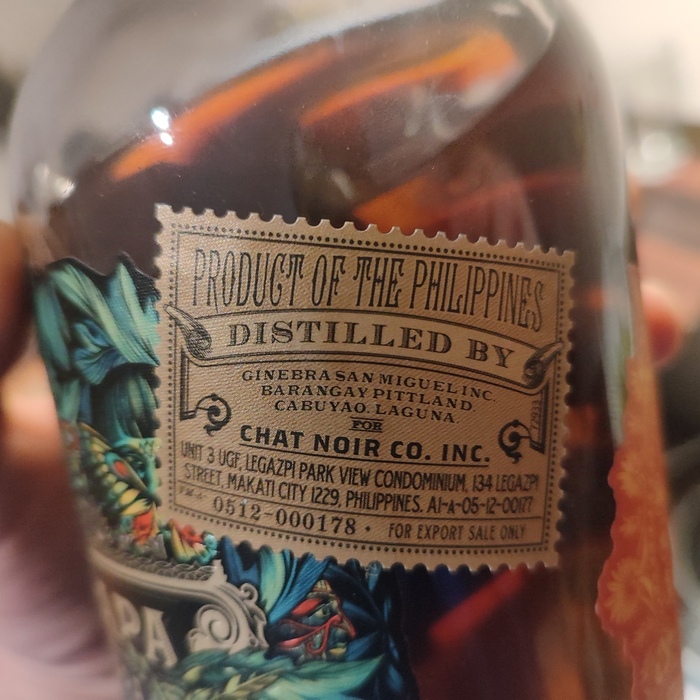 PRODUCT OF THE PHILIPPINES
DISTILLED BY
GINEBRA SAN MIGUEL INC.
BARANGAY PITTLAND
CABUYAO, LAGUNA.
FOR
CHAT NOIR CO. INC.
UNIT 3 UGF, LEGAZPI PARK VIEW CONDOMINIUM, 134 LEGAZPI
STREET, MAKATI CITY 1229, PHILIPPINES. A1-A-05-12-00177
0512-000178 • FOR EXPORT SALE ONLY
APA